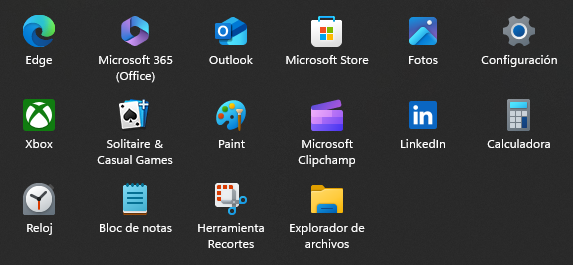 Edge
Microsoft 365
(Office)
Outlook
Microsoft Store
Fotos
Configuración
Xbox
Solitaire &
Casual Games
Paint
Microsoft
Clipchamp
LinkedIn
Calculadora
Reloj
Bloc de notas
Herramienta
Recortes
Explorador de
archivos